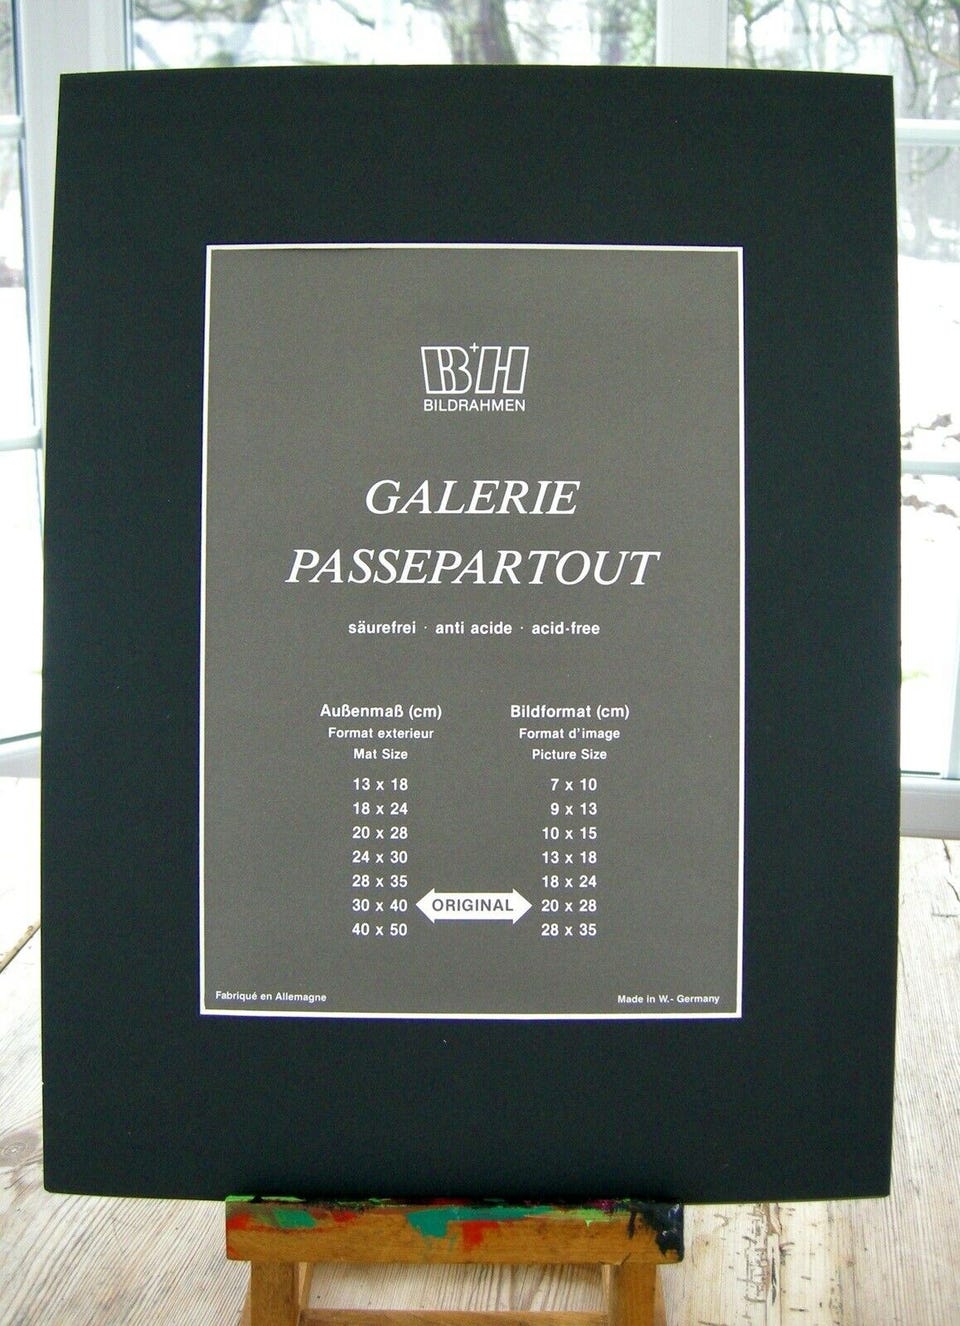 B+H
BILDRAHMEN
GALERIE
PASSEPARTOUT
säurefrei · anti acide · acid-free
Außenmaß (cm) Bildformat (cm)
Format exterieur Format d'image
Mat Size Picture Size
13 x 18 7 x 10
18 x 24 9 x 13
20 x 28 10 x 15
24 x 30 13 x 18
28 x 35 18 x 24
30 x 40 ORIGINAL 20 x 28
40 x 50 28 x 35
Fabriqué en Allemagne Made in W.- Germany